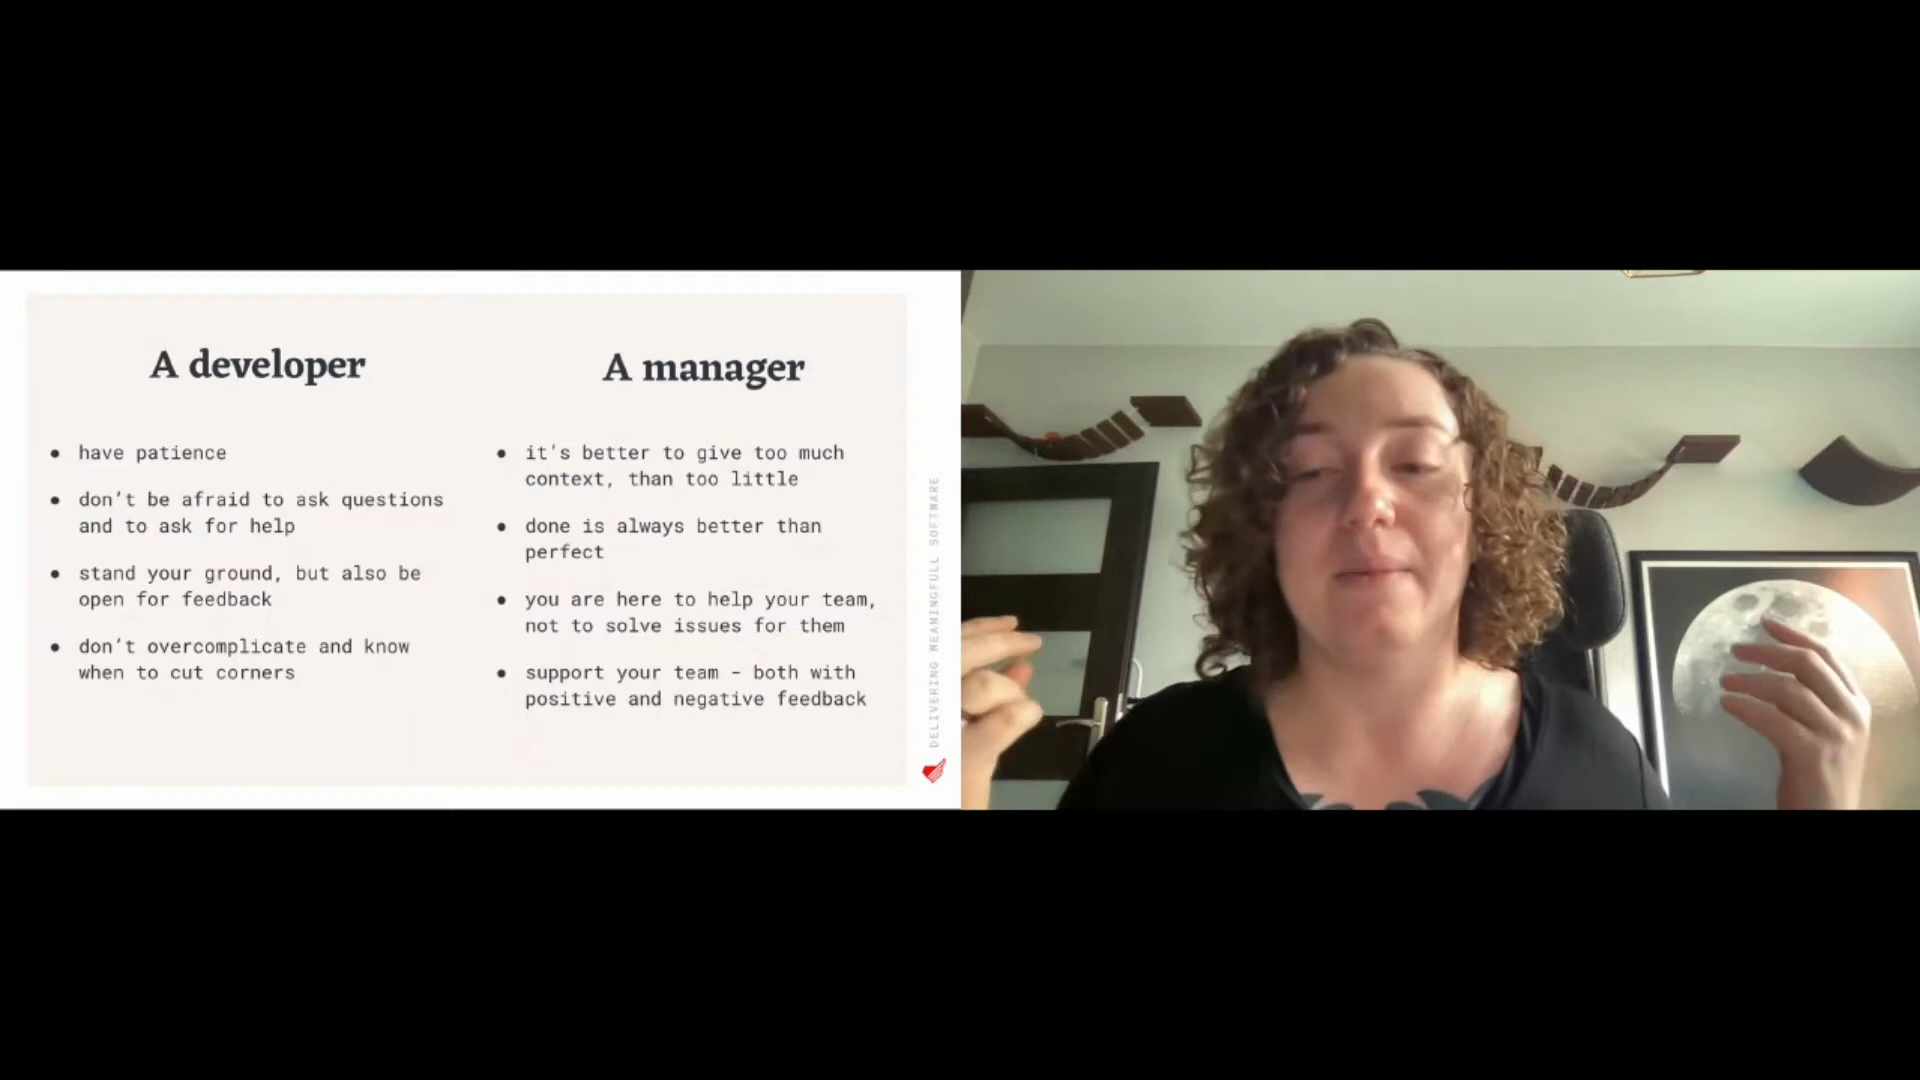 A developer
have patience
don't be afraid to ask questions
and to ask for help
stand your ground, but also be
open for feedback
don't overcomplicate and know
when to cut corners
A manager
it's better to give too much
context, than too little
done is always better than
perfect
you are here to help your team,
not to solve issues for them
support your team - both with
positive and negative feedback
DELIVERING MEANINGFULL SOFTWARE